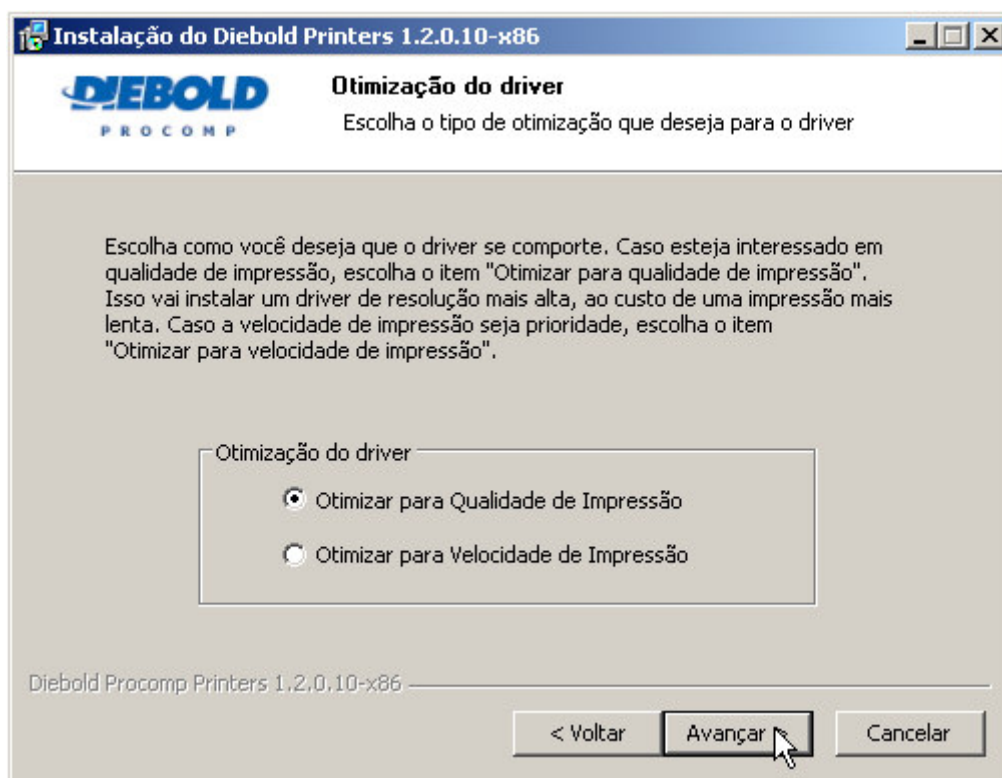 Instalação do Diebold Printers 1.2.0.10-x86
DIEBOLD
PROCOMP
Otimização do driver
Escolha o tipo de otimização que deseja para o driver
Escolha como você deseja que o driver se comporte. Caso esteja interessado em
qualidade de impressão, escolha o item "Otimizar para qualidade de impressão".
Isso vai instalar um driver de resolução mais alta, ao custo de uma impressão mais
lenta. Caso a velocidade de impressão seja prioridade, escolha o item
"Otimizar para velocidade de impressão".
Otimização do driver
Otimizar para Qualidade de Impressão
Otimizar para Velocidade de Impressão
Diebold Procomp Printers 1.2.0.10-x86
< Voltar
Avançar >
Cancelar